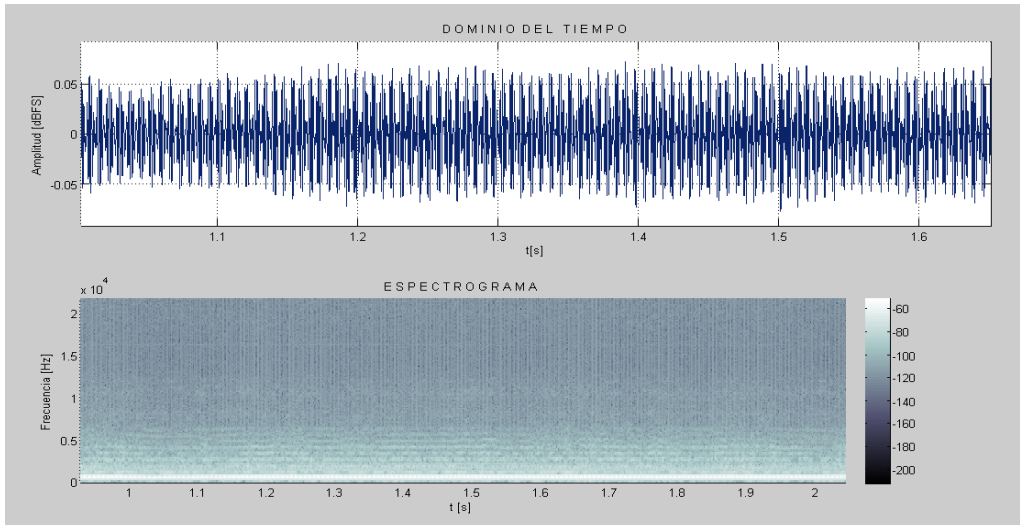 DOMINIO DEL TIEMPO
Amplitud [dBFS]
0.05
0
-0.05
1.1 1.2 1.3 1.4 1.5 1.6
t[s]
ESPECTROGRAMA
x 10^4
Frecuencia [Hz]
2
1.5
1
0.5
0
1 1.1 1.2 1.3 1.4 1.5 1.6 1.7 1.8 1.9 2
t [s]
-60
-80
-100
-120
-140
-160
-180
-200